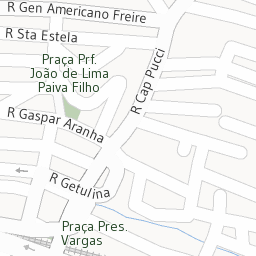 R Gen Americano Freire
R Sta Estela
Praça Prf.
João de Lima
Paiva Filho
R Cap Pucci
R Gaspar Aranha
R Getulina
Praça Pres.
Vargas